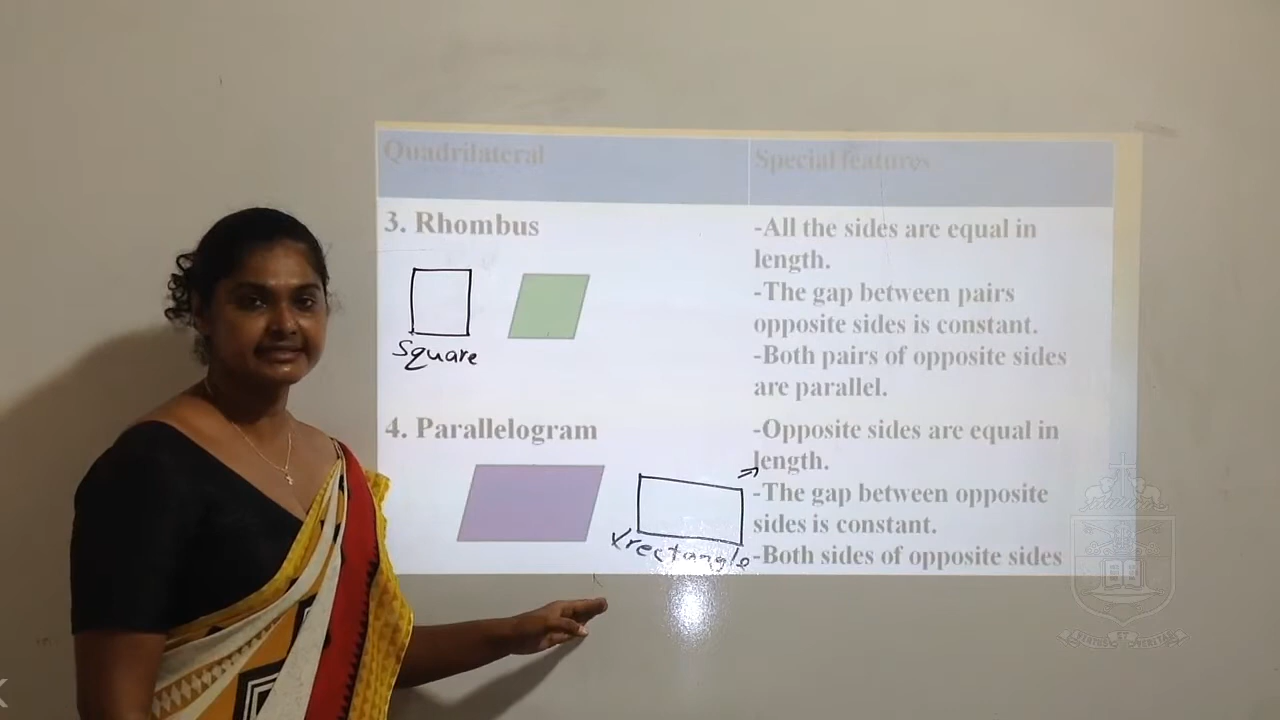 Quadrilateral
Special features
3. Rhombus
-All the sides are equal in
length.
-The gap between pairs
opposite sides is constant.
-Both pairs of opposite sides
are parallel.
square
4. Parallelogram
-Opposite sides are equal in
length.
-The gap between opposite
sides is constant.
-Both sides of opposite sides
rectangle